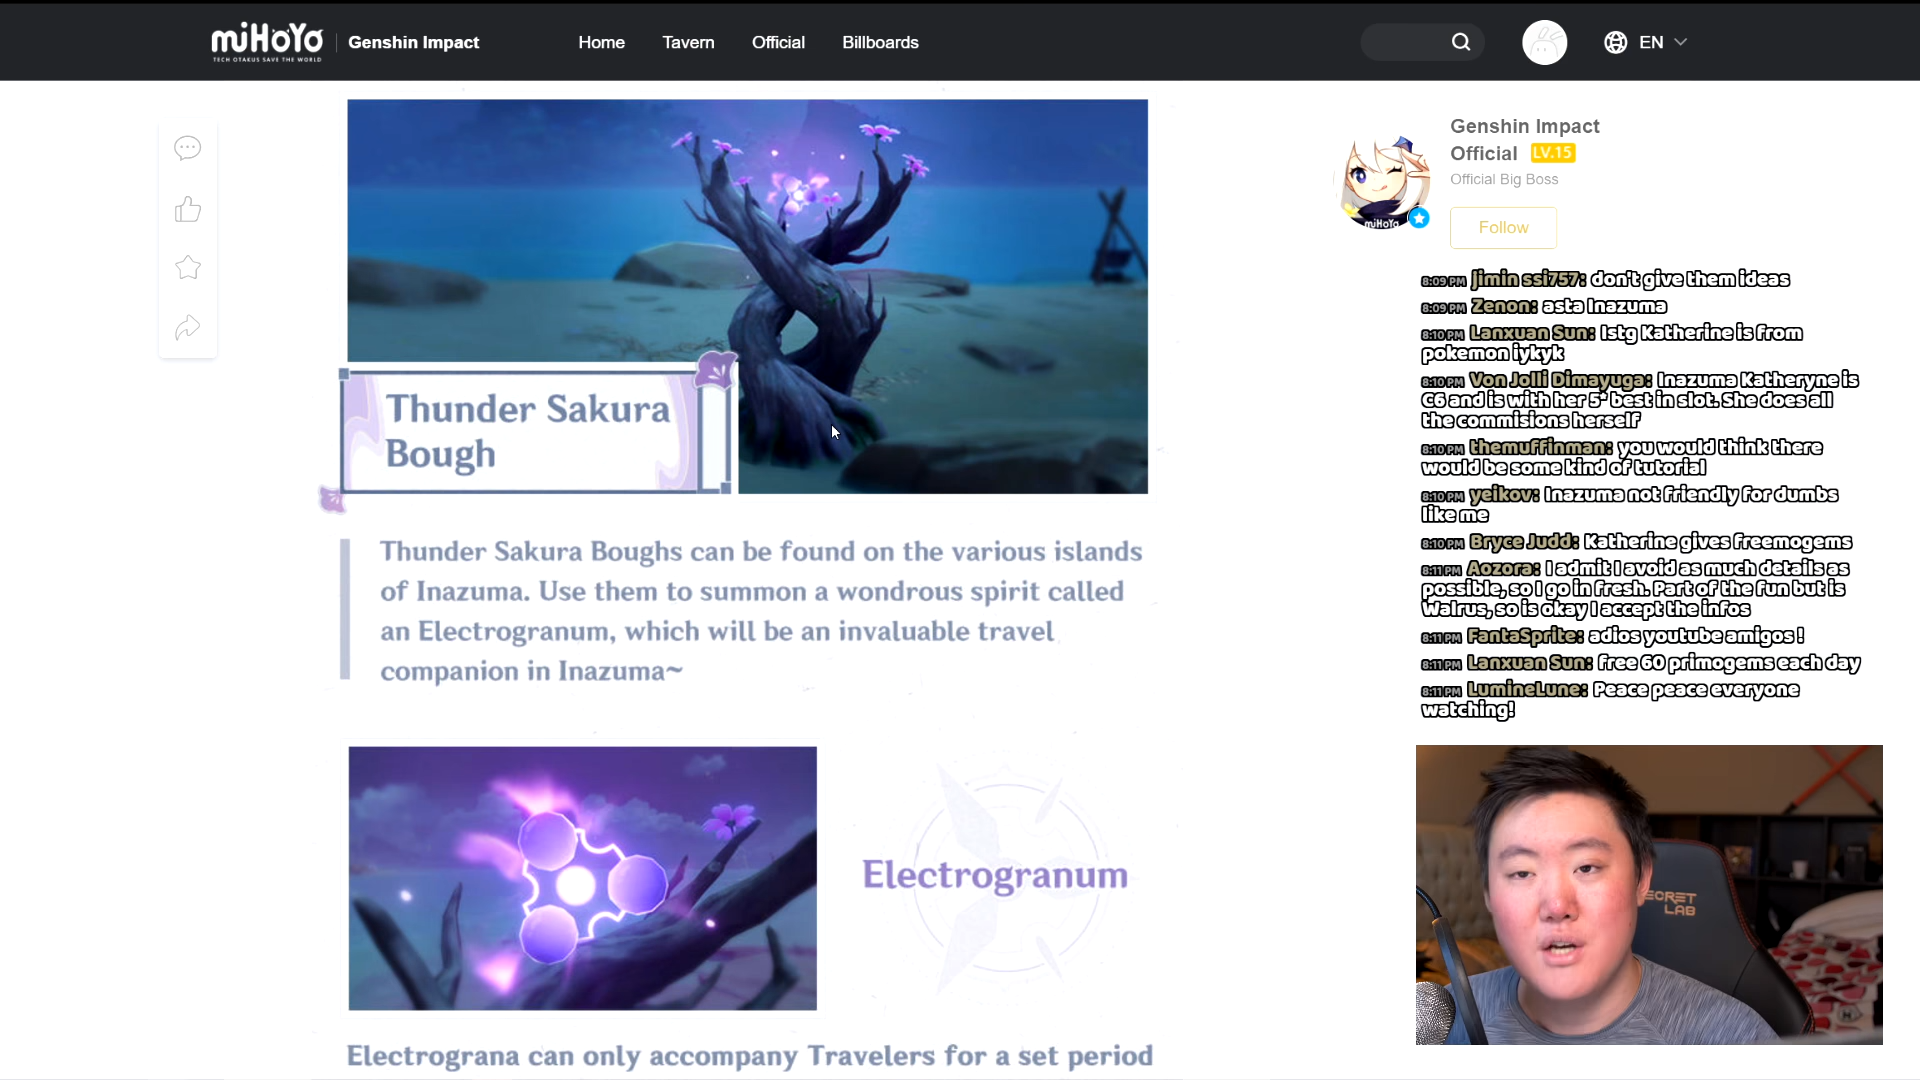 miHoYo
TECH OTAKUS SAVE THE WORLD
Genshin Impact
Home
Tavern
Official
Billboards
EN
Thunder Sakura
Bough
Thunder Sakura Boughs can be found on the various islands
of Inazuma. Use them to summon a wondrous spirit called
an Electrogranum, which will be an invaluable travel
companion in Inazuma~
Electrogranum
Electrograna can only accompany Travelers for a set period
Genshin Impact
Official LV.15
Official Big Boss
miHoYo
Follow
8:09 PM jimin ssi757: don't give them ideas
8:09 PM Zenon: asta Inazuma
8:10 PM Lanxuan Sun: Istg Katherine is from
pokemon iykyk
8:10 PM Von Jolli Dimayuga: Inazuma Katheryne is
C6 and is with her 5* best in slot. She does all
the commisions herself
8:10 PM themuffinman: you would think there
would be some kind of tutorial
8:10 PM yeikov: Inazuma not friendly for dumbs
like me
8:10 PM Bryce Judd: Katherine gives freemogems
8:11 PM Aozora: I admit I avoid as much details as
possible, so I go in fresh. Part of the fun but is
Walrus, so is okay I accept the infos
8:11 PM FantaSprite: adios youtube amigos !
8:11 PM Lanxuan Sun: free 60 primogems each day
8:11 PM LumineLune: Peace peace everyone
watching!
SECRET
LAB